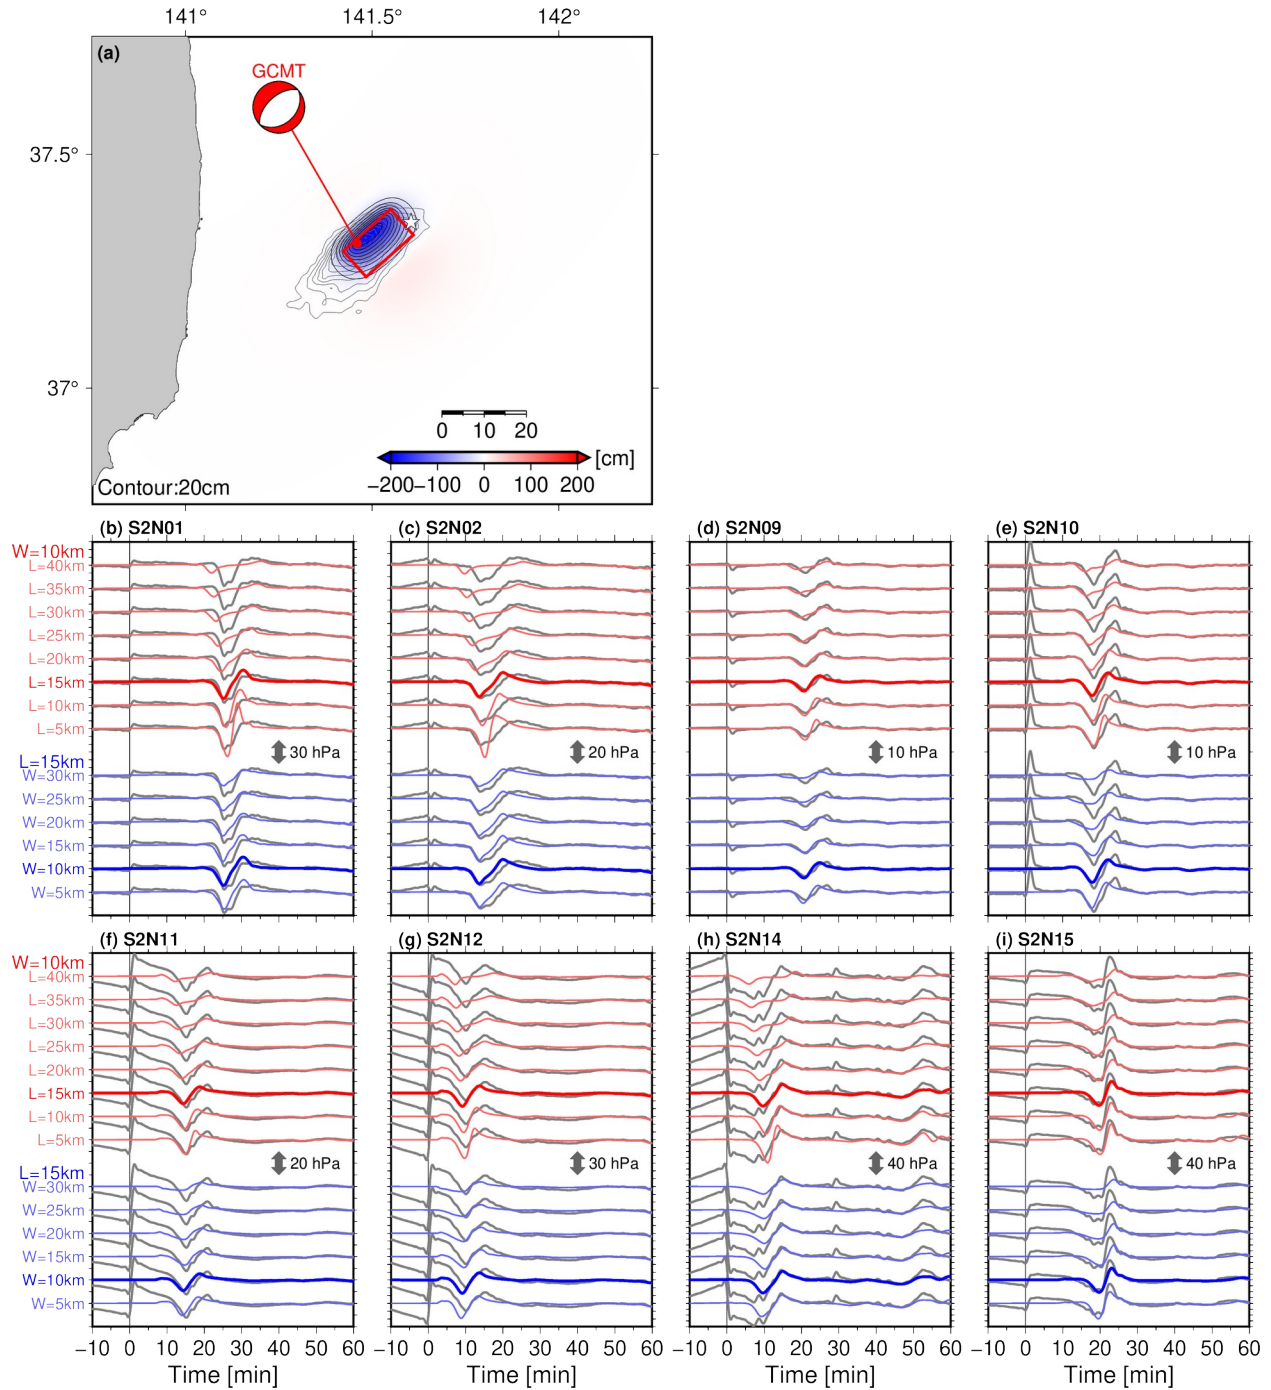 141° 141.5° 142°
(a)
GCMT
37.5°
37°
0 10 20
[cm]
−200 −100 0 100 200
Contour:20cm
(b) S2N01 (c) S2N02 (d) S2N09 (e) S2N10
W=10km
L=40km
L=35km
L=30km
L=25km
L=20km
L=15km
L=10km
L=5km
30 hPa 20 hPa 10 hPa 10 hPa
L=15km
W=30km
W=25km
W=20km
W=15km
W=10km
W=5km
(f) S2N11 (g) S2N12 (h) S2N14 (i) S2N15
W=10km
L=40km
L=35km
L=30km
L=25km
L=20km
L=15km
L=10km
L=5km
20 hPa 30 hPa 40 hPa 40 hPa
L=15km
W=30km
W=25km
W=20km
W=15km
W=10km
W=5km
−10 0 10 20 30 40 50 60 0 10 20 30 40 50 60 −10 0 10 20 30 40 50 60 −10 0 10 20 30 40 50 60
Time [min] Time [min] Time [min] Time [min]